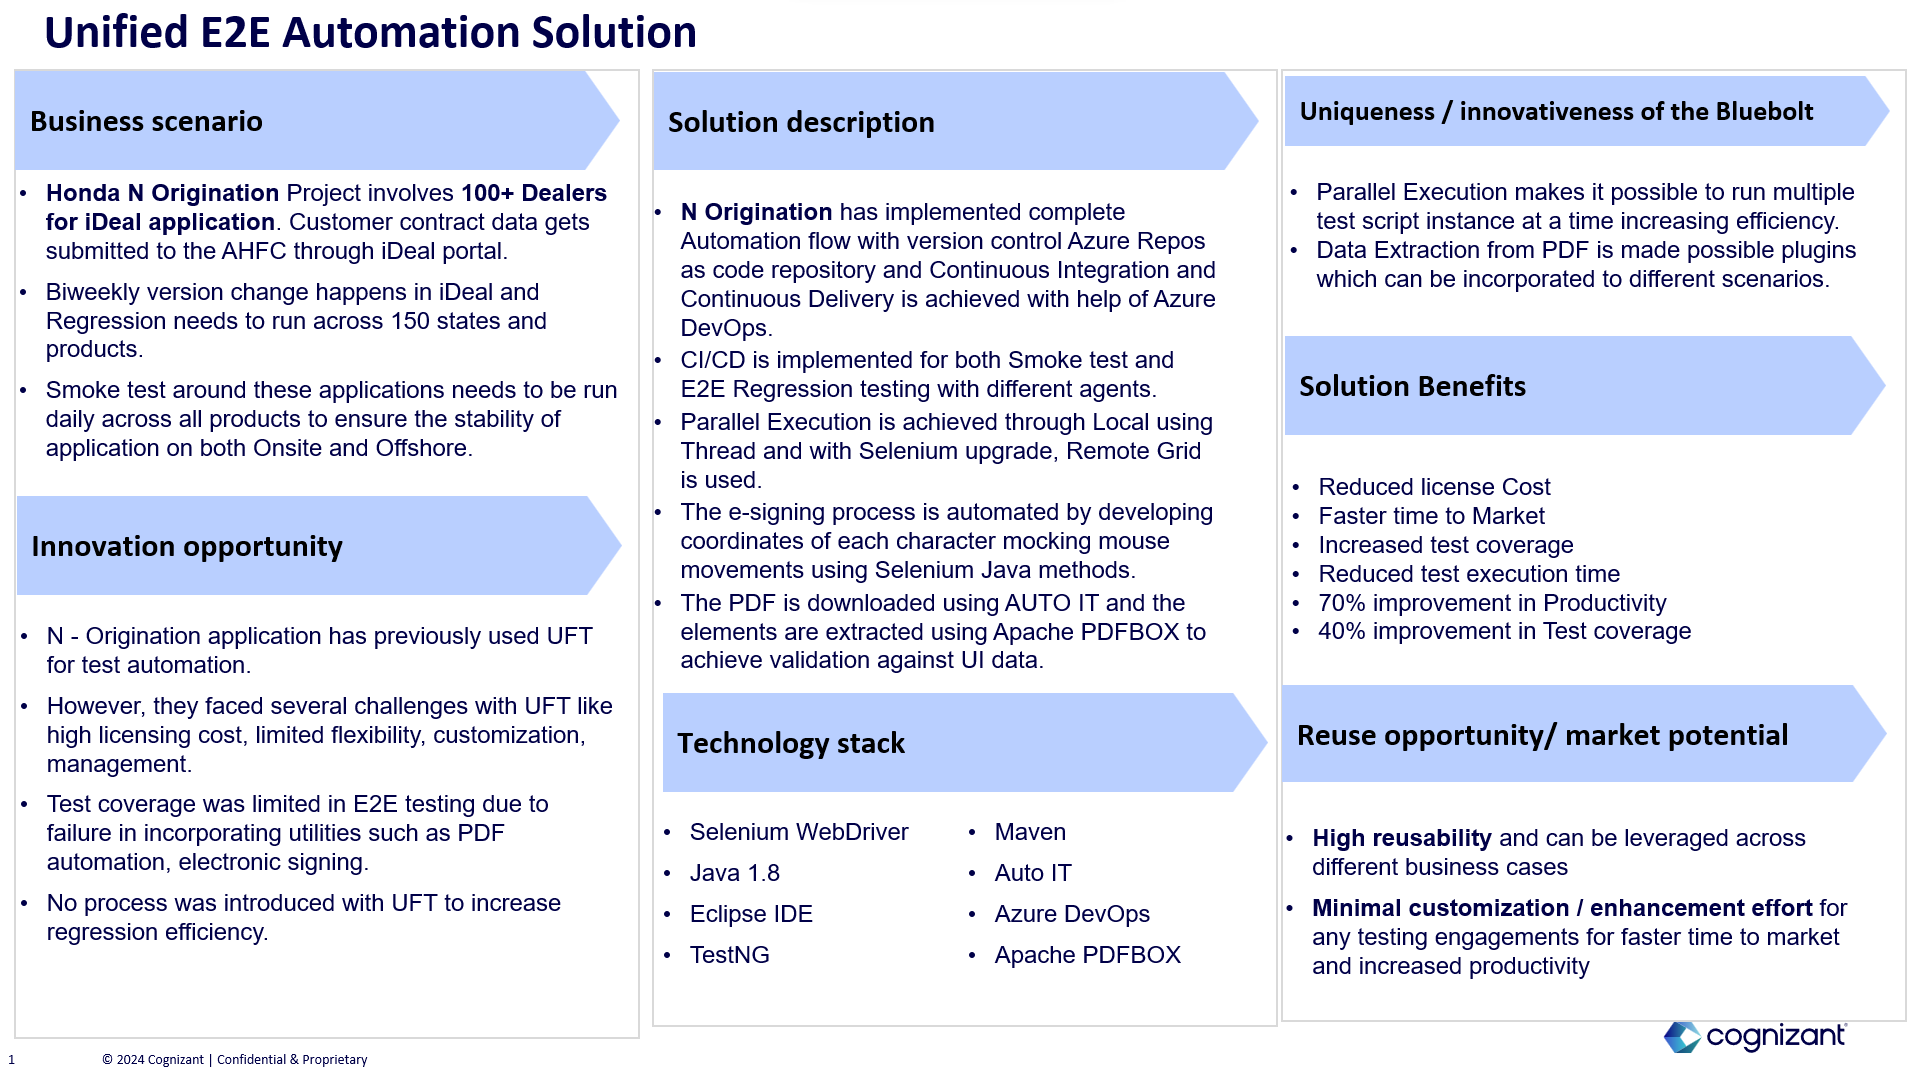 Unified E2E Automation Solution
Business scenario
• Honda N Origination Project involves 100+ Dealers
for iDeal application. Customer contract data gets
submitted to the AHFC through iDeal portal.
• Biweekly version change happens in iDeal and
Regression needs to run across 150 states and
products.
• Smoke test around these applications needs to be run
daily across all products to ensure the stability of
application on both Onsite and Offshore.
Innovation opportunity
• N - Origination application has previously used UFT
for test automation.
• However, they faced several challenges with UFT like
high licensing cost, limited flexibility, customization,
management.
• Test coverage was limited in E2E testing due to
failure in incorporating utilities such as PDF
automation, electronic signing.
• No process was introduced with UFT to increase
regression efficiency.
Solution description
• N Origination has implemented complete
Automation flow with version control Azure Repos
as code repository and Continuous Integration and
Continuous Delivery is achieved with help of Azure
DevOps.
• CI/CD is implemented for both Smoke test and
E2E Regression testing with different agents.
• Parallel Execution is achieved through Local using
Thread and with Selenium upgrade, Remote Grid
is used.
• The e-signing process is automated by developing
coordinates of each character mocking mouse
movements using Selenium Java methods.
• The PDF is downloaded using AUTO IT and the
elements are extracted using Apache PDFBOX to
achieve validation against UI data.
Technology stack
• Selenium WebDriver
• Java 1.8
• Eclipse IDE
• TestNG
• Maven
• Auto IT
• Azure DevOps
• Apache PDFBOX
Uniqueness / innovativeness of the Bluebolt
• Parallel Execution makes it possible to run multiple
test script instance at a time increasing efficiency.
• Data Extraction from PDF is made possible plugins
which can be incorporated to different scenarios.
Solution Benefits
• Reduced license Cost
• Faster time to Market
• Increased test coverage
• Reduced test execution time
• 70% improvement in Productivity
• 40% improvement in Test coverage
Reuse opportunity/ market potential
• High reusability and can be leveraged across
different business cases
• Minimal customization / enhancement effort for
any testing engagements for faster time to market
and increased productivity
1
© 2024 Cognizant | Confidential & Proprietary
cognizant